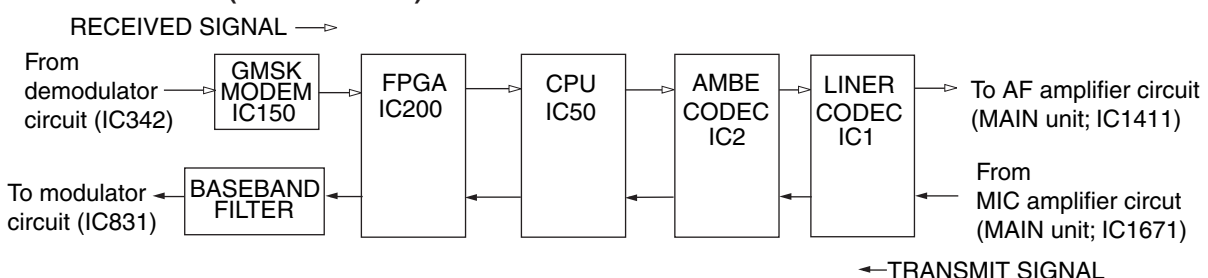 RECEIVED SIGNAL
From
demodulator
circuit (IC342)
GMSK
MODEM
IC150
FPGA
IC200
CPU
IC50
AMBE
CODEC
IC2
LINER
CODEC
IC1
To AF amplifier circuit
(MAIN unit; IC1411)
To modulator
circuit (IC831)
BASEBAND
FILTER
From
MIC amplifier circut
(MAIN unit; IC1671)
TRANSMIT SIGNAL